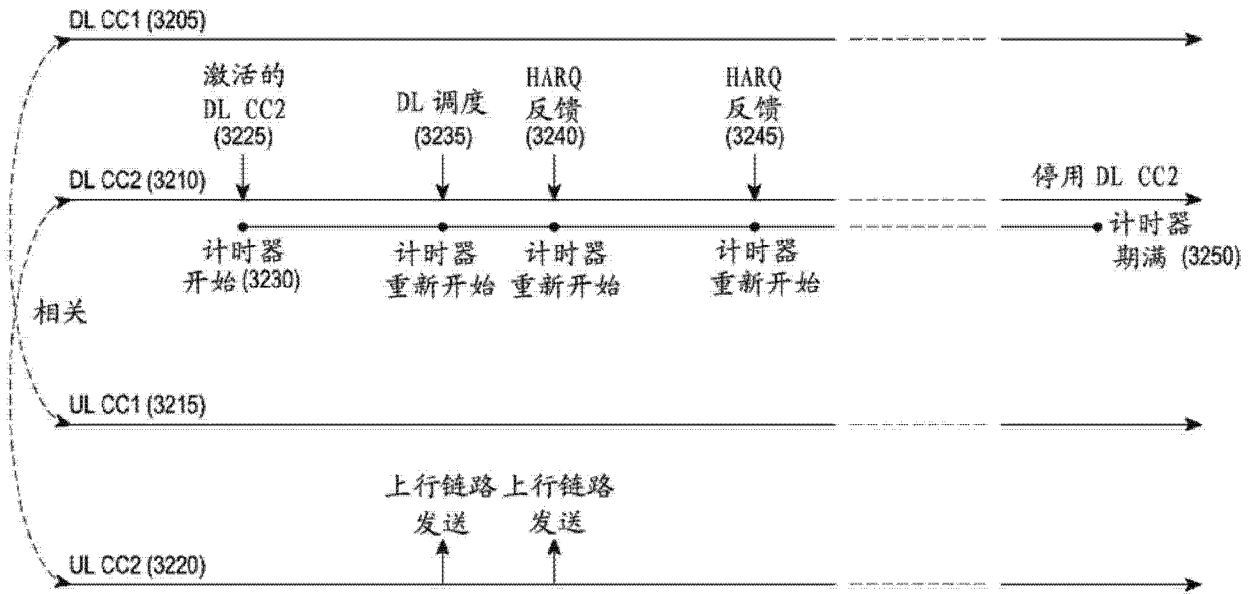 DL CC1 (3205)
激活的
DL CC2
(3225)
DL 调度
(3235)
HARQ
反馈
(3240)
HARQ
反馈
(3245)
DL CC2 (3210)
停用 DL CC2
计时器
开始 (3230)
计时器
重新开始
计时器
重新开始
计时器
重新开始
计时器
期满 (3250)
相关
UL CC1 (3215)
上行链路
发送
上行链路
发送
UL CC2 (3220)